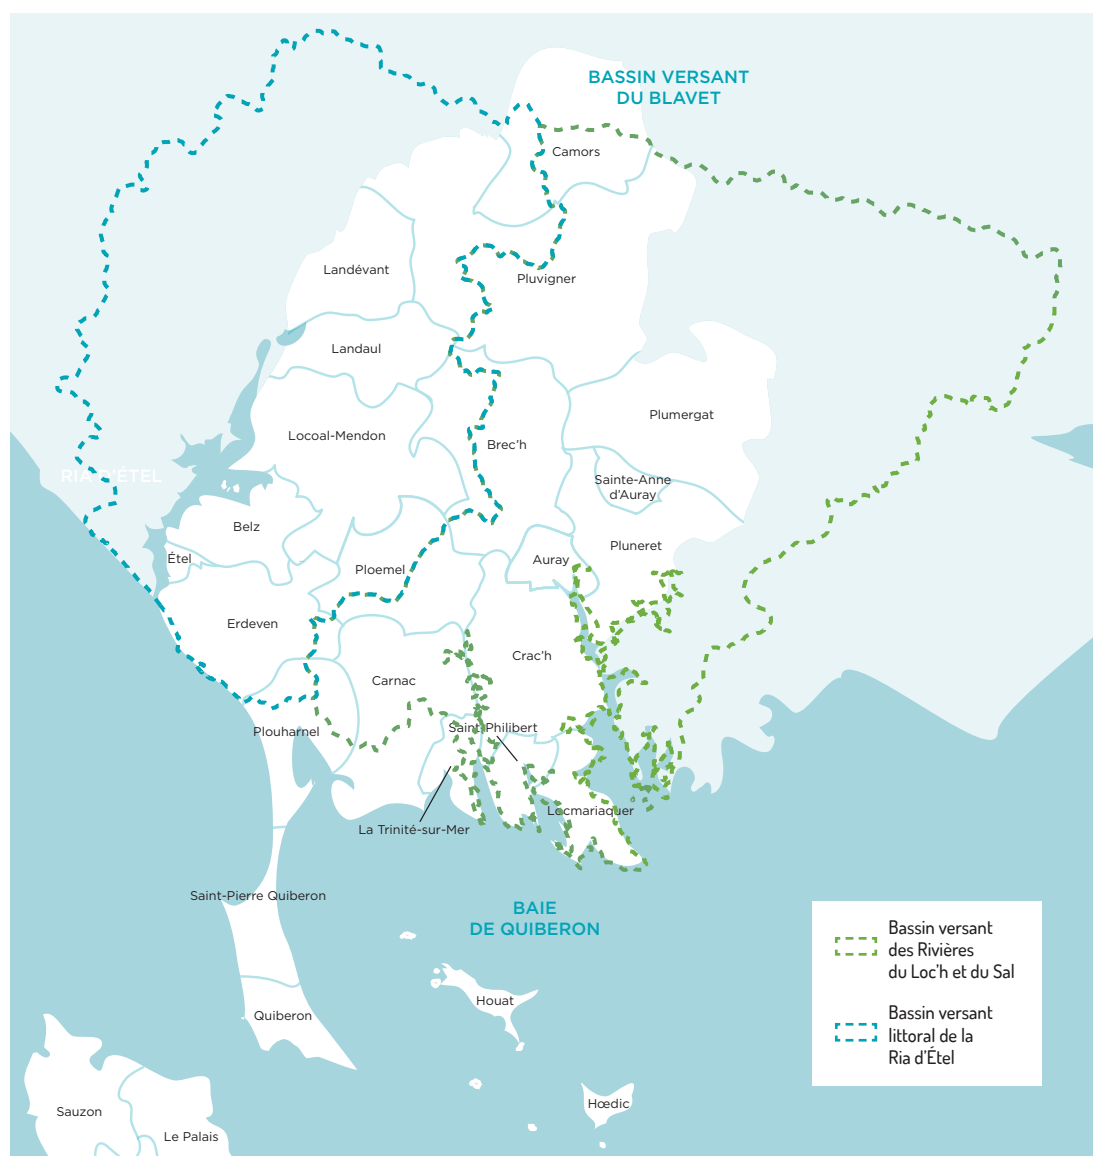 BASSIN VERSANT
DU BLAVET
Camors
Landévant
Pluvigner
Landaul
Plumergat
Locoal-Mendon
Brec'h
RIA D'ÉTEL
Sainte-Anne
d'Auray
Belz
Pluneret
Étel
Auray
Ploemel
Erdeven
Crac'h
Carnac
Plouharnel
Saint-Philibert
Locmariaquer
La Trinité-sur-Mer
Saint-Pierre Quiberon
BAIE
DE QUIBERON
Houat
Quiberon
Hœdic
Sauzon
Le Palais
Bassin versant
des Rivières
du Loc'h et du Sal
Bassin versant
littoral de la
Ria d'Étel